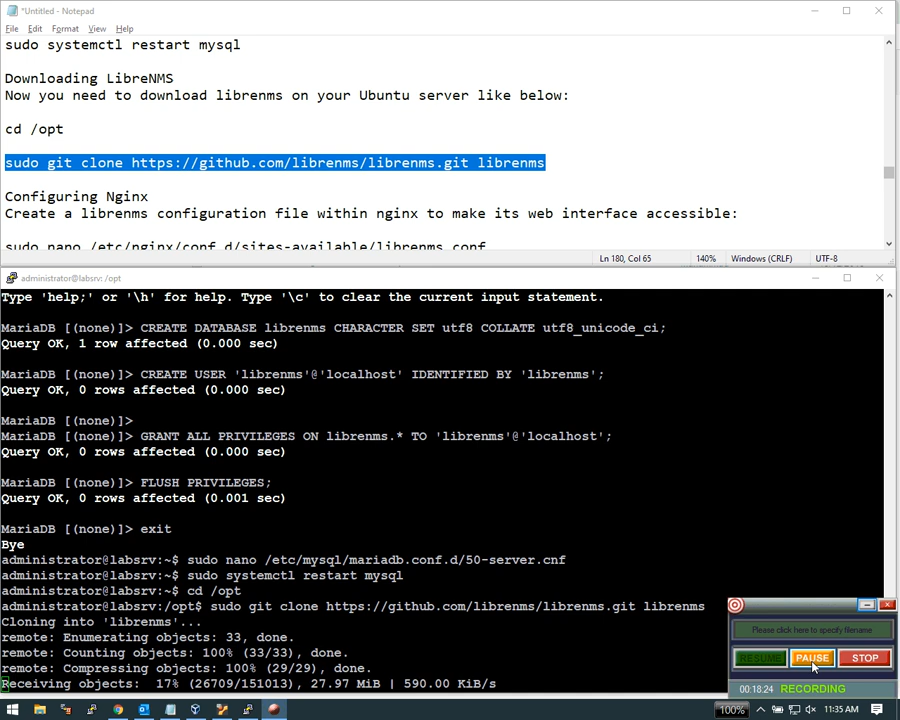 *Untitled - Notepad
File Edit Format View Help
sudo systemctl restart mysql
Downloading LibreNMS
Now you need to download librenms on your Ubuntu server like below:
cd /opt
sudo git clone https://github.com/librenms/librenms.git librenms
Configuring Nginx
Create a librenms configuration file within nginx to make its web interface accessible:
sudo nano /etc/nginx/conf.d/sites-available/librenms.conf
Ln 180, Col 65 140% Windows (CRLF) UTF-8
administrator@labsrv: /opt
Type 'help;' or '\h' for help. Type '\c' to clear the current input statement.
MariaDB [(none)]> CREATE DATABASE librenms CHARACTER SET utf8 COLLATE utf8_unicode_ci;
Query OK, 1 row affected (0.000 sec)
MariaDB [(none)]> CREATE USER 'librenms'@'localhost' IDENTIFIED BY 'librenms';
Query OK, 0 rows affected (0.000 sec)
MariaDB [(none)]>
MariaDB [(none)]> GRANT ALL PRIVILEGES ON librenms.* TO 'librenms'@'localhost';
Query OK, 0 rows affected (0.000 sec)
MariaDB [(none)]> FLUSH PRIVILEGES;
Query OK, 0 rows affected (0.001 sec)
MariaDB [(none)]> exit
Bye
administrator@labsrv:~$ sudo nano /etc/mysql/mariadb.conf.d/50-server.cnf
administrator@labsrv:~$ sudo systemctl restart mysql
administrator@labsrv:~$ cd /opt
administrator@labsrv:/opt$ sudo git clone https://github.com/librenms/librenms.git librenms
Cloning into 'librenms'...
remote: Enumerating objects: 33, done.
remote: Counting objects: 100% (33/33), done.
remote: Compressing objects: 100% (29/29), done.
Receiving objects:  17% (26709/151013), 27.97 MiB | 590.00 KiB/s
Please click here to specify filename
RESUME PAUSE STOP
00:18:24 RECORDING
100% 11:35 AM